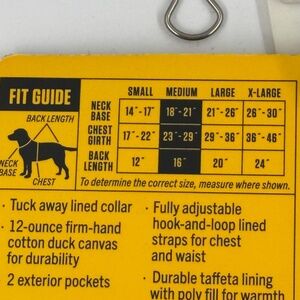 FIT GUIDE
SMALL MEDIUM LARGE X-LARGE
NECK BASE 14"-17" 18"-21" 21"-26" 26"-30"
CHEST GIRTH 17"-22" 23"-29" 29"-36" 36"-46"
BACK LENGTH 12" 16" 20" 24"
BACK LENGTH
NECK BASE
CHEST
To determine the correct size, measure where shown.
· Tuck away lined collar
· 12-ounce firm-hand
cotton duck canvas
for durability
· 2 exterior pockets
· Fully adjustable
hook-and-loop lined
straps for chest
and waist
· Durable taffeta lining
with poly fill for warmth